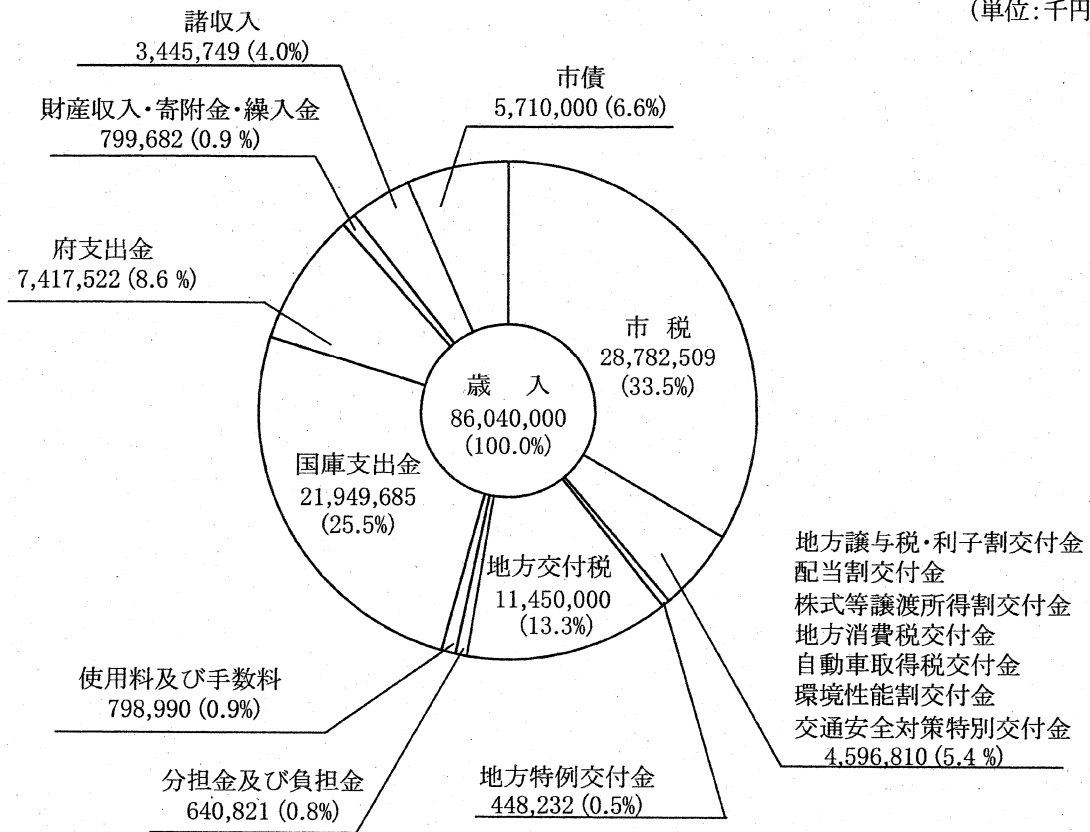 (単位:千円
諸収入
3,445,749 (4.0%)
市債
5,710,000 (6.6%)
財産収入・寄附金・繰入金
799,682 (0.9 %)
府支出金
7,417,522 (8.6 %)
市 税
28,782,509
(33.5%)
歳 入
86,040,000
(100.0%)
国庫支出金
21,949,685
(25.5%)
地方交付税
11,450,000
(13.3%)
地方譲与税・利子割交付金
配当割交付金
株式等譲渡所得割交付金
地方消費税交付金
自動車取得税交付金
環境性能割交付金
交通安全対策特別交付金
4,596,810 (5.4 %)
使用料及び手数料
798,990 (0.9%)
分担金及び負担金
640,821 (0.8%)
地方特例交付金
448,232 (0.5%)